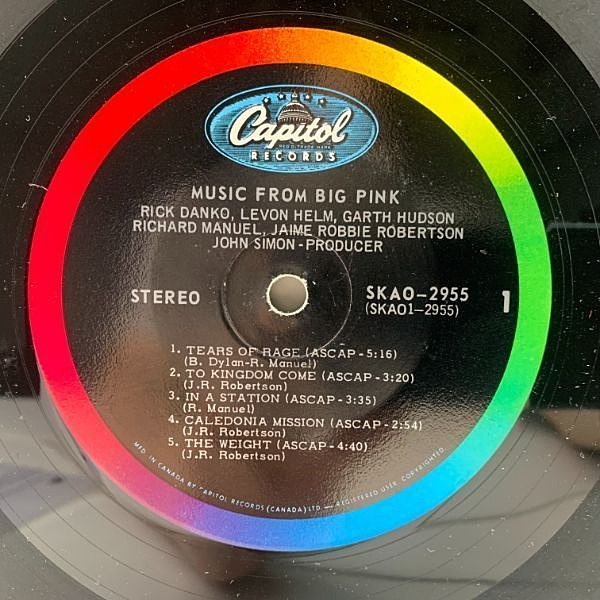 Capitol
REG. U.S. TRADE MARK
RECORDS
MUSIC FROM BIG PINK
RICK DANKO, LEVON HELM, GARTH HUDSON
RICHARD MANUEL, JAIME ROBBIE ROBERTSON
JOHN SIMON-PRODUCER
STEREO
SKAO-2955
(SKAO1-2955)
1
1. TEARS OF RAGE (ASCAP-5:16)
(B. Dylan-R. Manuel)
2. TO KINGDOM COME (ASCAP-3:20)
(J.R. Robertson)
3. IN A STATION (ASCAP-3:35)
(R. Manuel)
4. CALEDONIA MISSION (ASCAP-2:54)
(J.R. Robertson)
5. THE WEIGHT (ASCAP-4:40)
(J.R. Robertson)
MFD. IN CANADA BY CAPITOL RECORDS (CANADA) LTD. — REGISTERED USER. COPYRIGHTED.